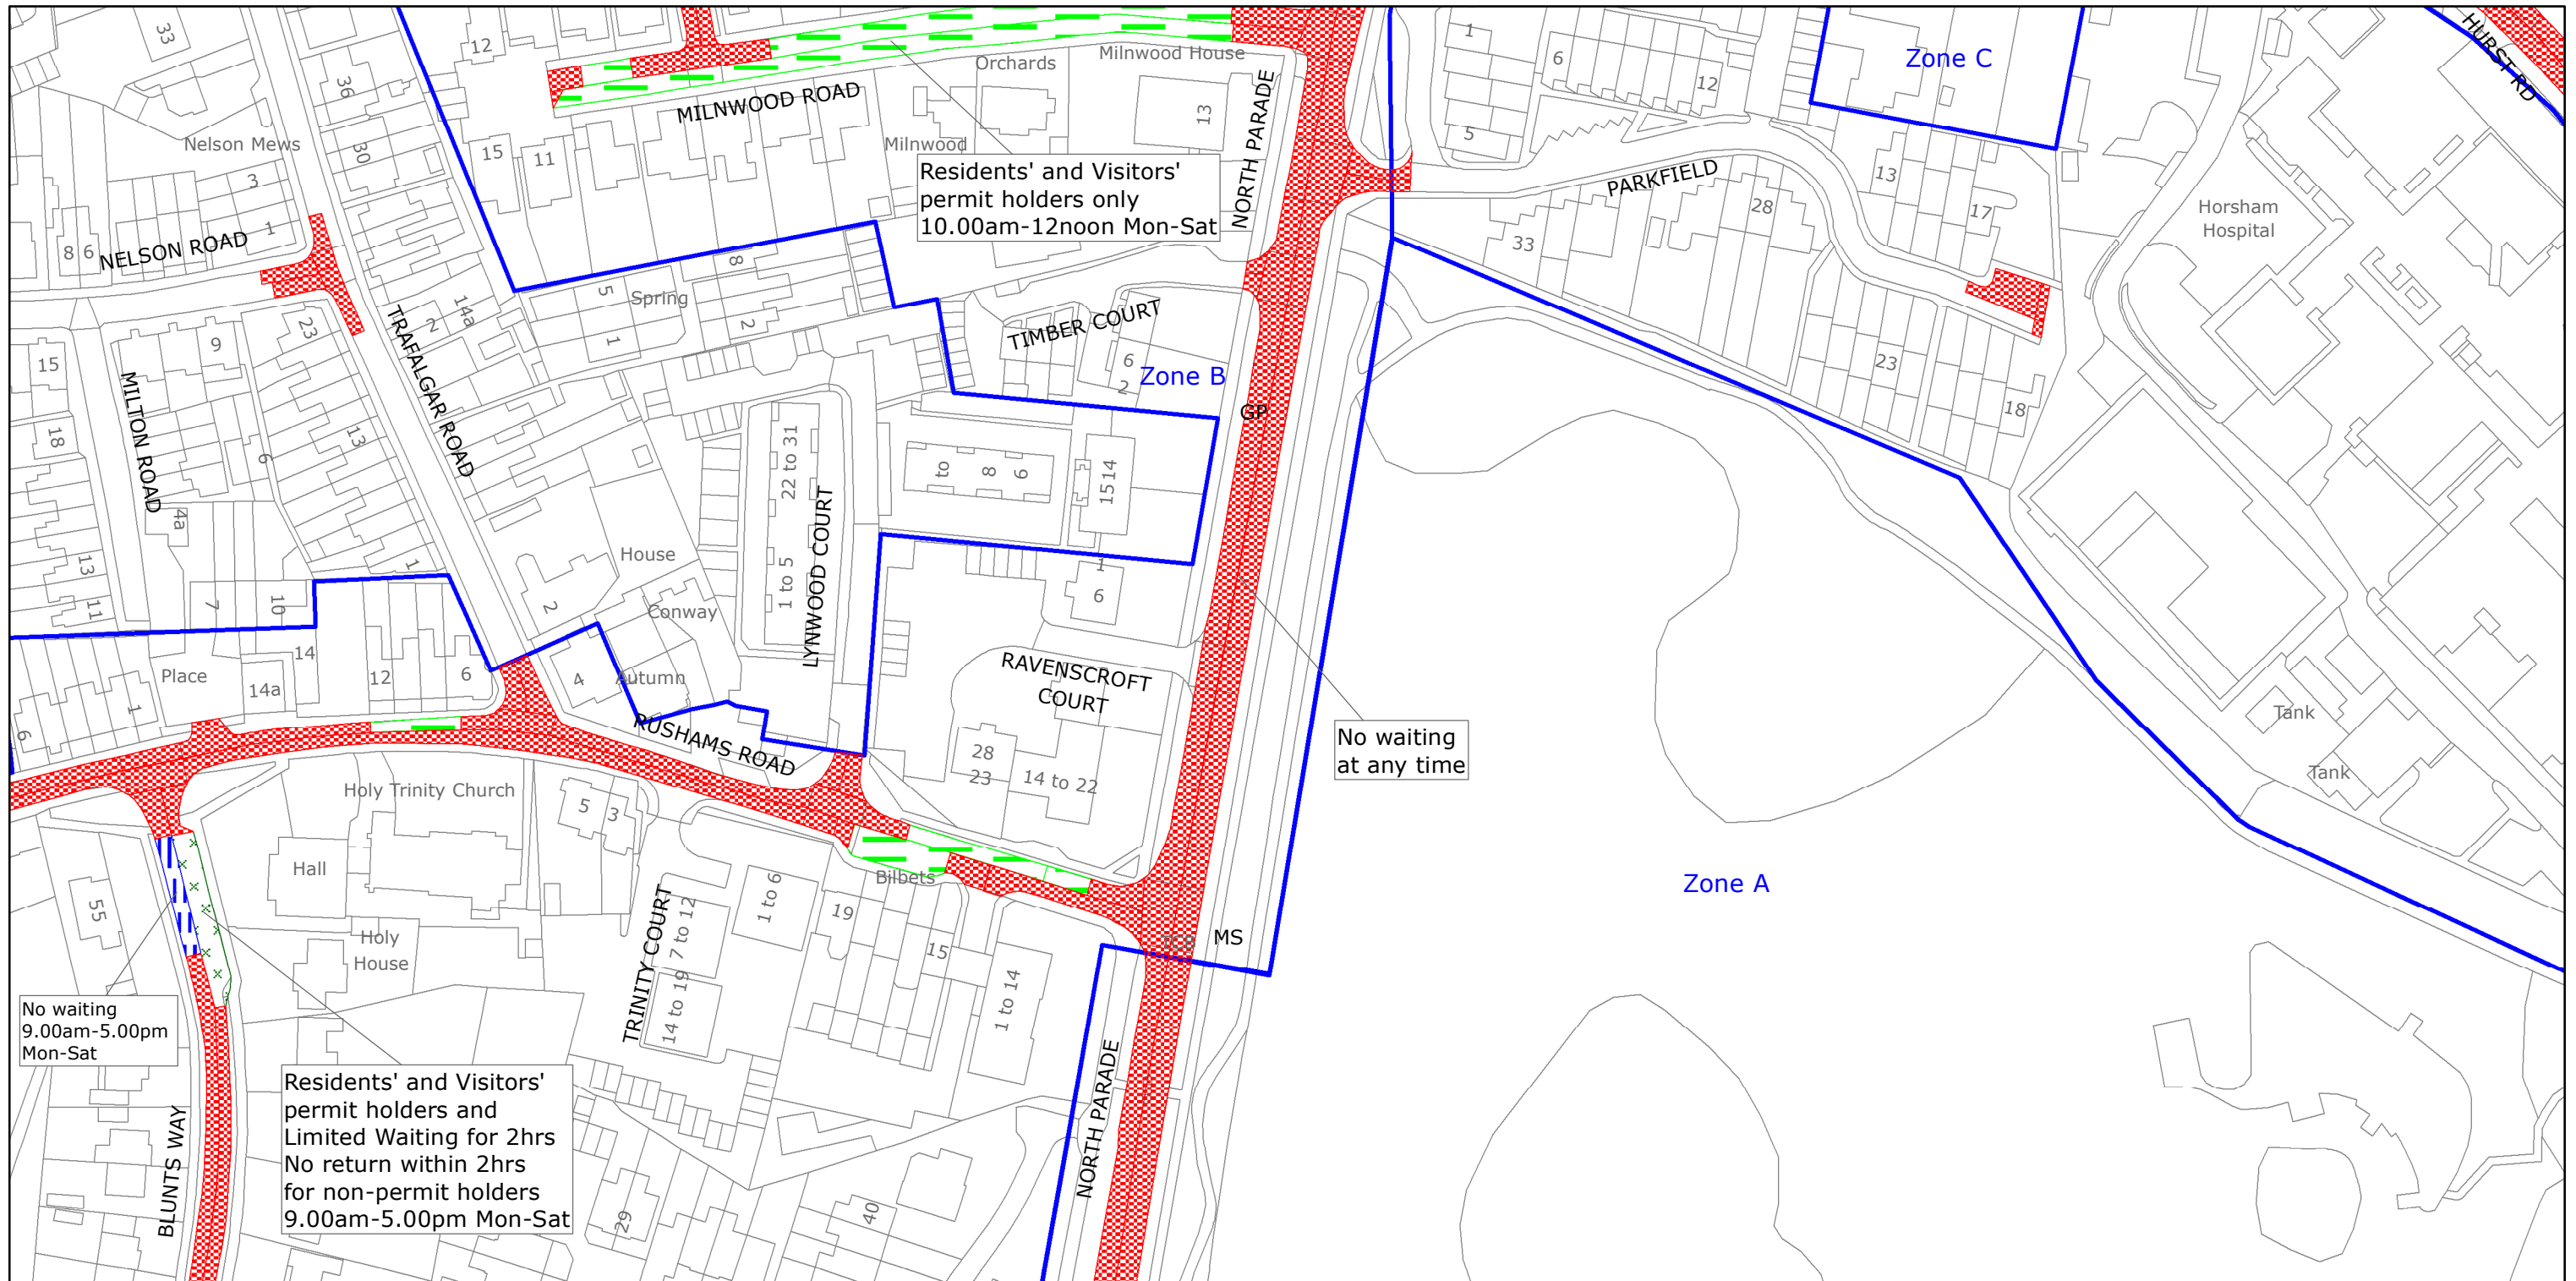 33
12
36
Nelson Mews
30
3
1
8 6
NELSON ROAD
15
11
MILNWOOD ROAD
Orchards
Milnwood House
Milnwood
13
NORTH PARADE
Residents' and Visitors'
permit holders only
10.00am-12noon Mon-Sat
1
6
12
5
Zone C
HURST RD
PARKFIELD
13
17
28
33
Horsham
Hospital
23
18
5
Spring
1
8
2
14a
2
TRAFALGAR ROAD
23
9
15
18
MILTON ROAD
6
13
4a
13
11
1
7
10
TIMBER COURT
6
2
Zone B
GP
22 to 31
1 to 5
LYNWOOD COURT
to
8
6
15 14
House
2
Conway
4
Autumn
1
6
RAVENSCROFT
COURT
28
23
14 to 22
Place
14
14a
12
6
1
6
RUSHAMS ROAD
No waiting
at any time
Tank
Tank
Zone A
Holy Trinity Church
5
3
Hall
Holy
House
55
TRINITY COURT
7 to 12
14 to 19
1 to 6
Bilbets
19
15
1 to 14
TCB
MS
NORTH PARADE
No waiting
9.00am-5.00pm
Mon-Sat
Residents' and Visitors'
permit holders and
Limited Waiting for 2hrs
No return within 2hrs
for non-permit holders
9.00am-5.00pm Mon-Sat
BLUNTS WAY
29
40